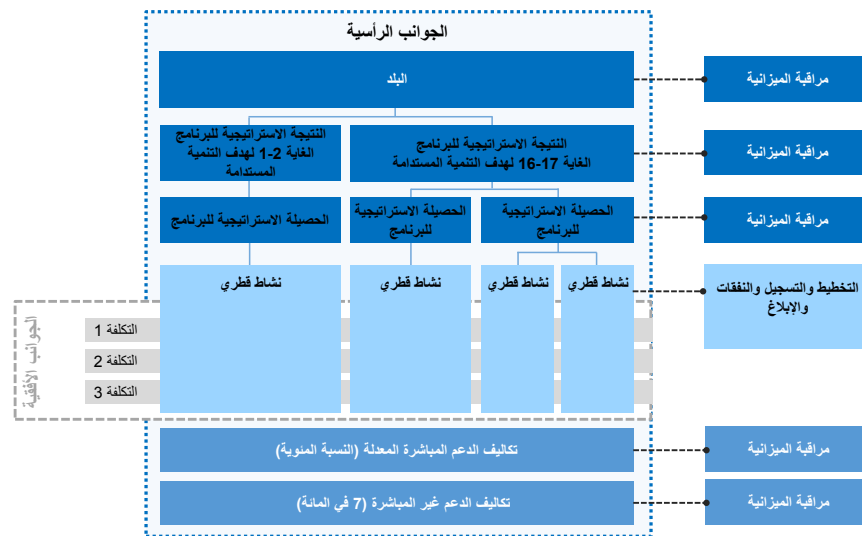 الجوانب الرأسية
مراقبة الميزانية
البلد
مراقبة الميزانية
النتيجة الاستراتيجية للبرنامج
الغاية 16-17 لهدف التنمية المستدامة
النتيجة الاستراتيجية للبرنامج
الغاية 2-1 لهدف التنمية
المستدامة
مراقبة الميزانية
الحصيلة الاستراتيجية
للبرنامج
الحصيلة الاستراتيجية
للبرنامج
الحصيلة الاستراتيجية للبرنامج
التخطيط والتسجيل والنفقات
والإبلاغ
نشاط قطري
نشاط قطري
نشاط قطري
نشاط قطري
الجوانب الأفقية
التكلفة 1
التكلفة 2
التكلفة 3
مراقبة الميزانية
تكاليف الدعم المباشرة المعدلة (النسبة المئوية)
مراقبة الميزانية
تكاليف الدعم غير المباشرة (7 في المائة)